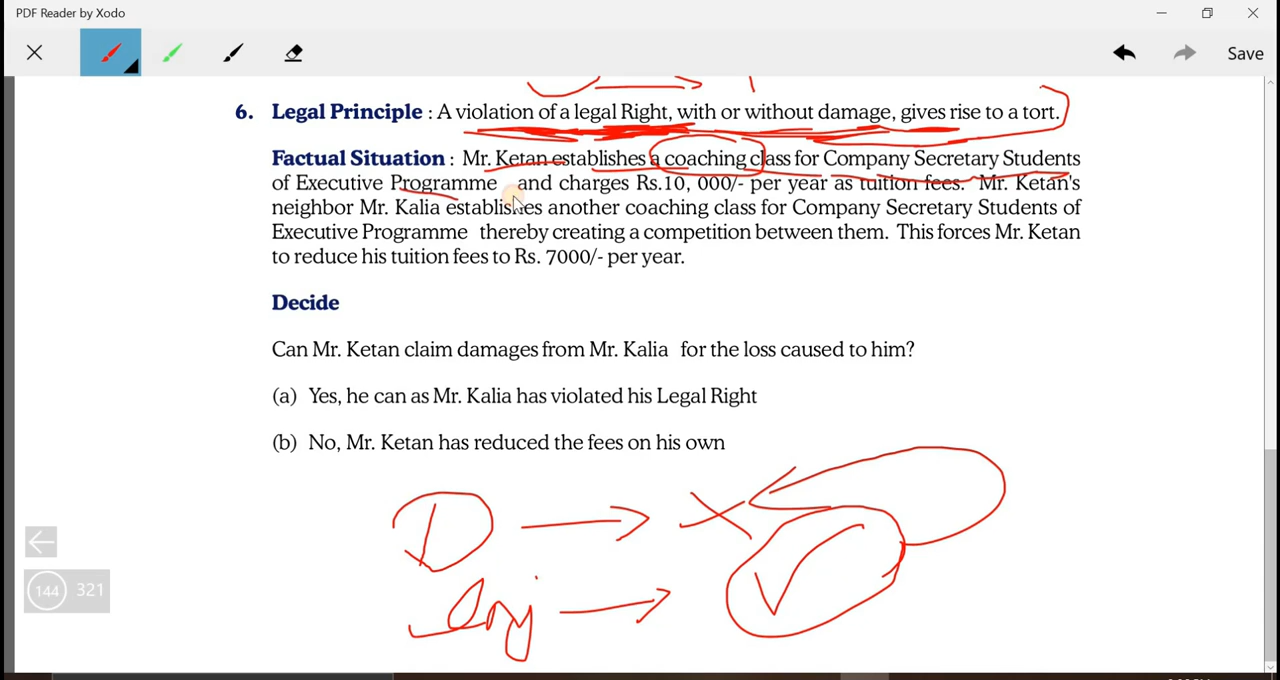 PDF Reader by Xodo
Save
6. Legal Principle : A violation of a legal Right, with or without damage, gives rise to a tort.
Factual Situation : Mr. Ketan establishes a coaching class for Company Secretary Students
of Executive Programme and charges Rs.10, 000/- per year as tuition fees. Mr. Ketan's
neighbor Mr. Kalia establishes another coaching class for Company Secretary Students of
Executive Programme thereby creating a competition between them. This forces Mr. Ketan
to reduce his tuition fees to Rs. 7000/- per year.
Decide
Can Mr. Ketan claim damages from Mr. Kalia for the loss caused to him?
(a) Yes, he can as Mr. Kalia has violated his Legal Right
(b) No, Mr. Ketan has reduced the fees on his own
D
Inj
144 321